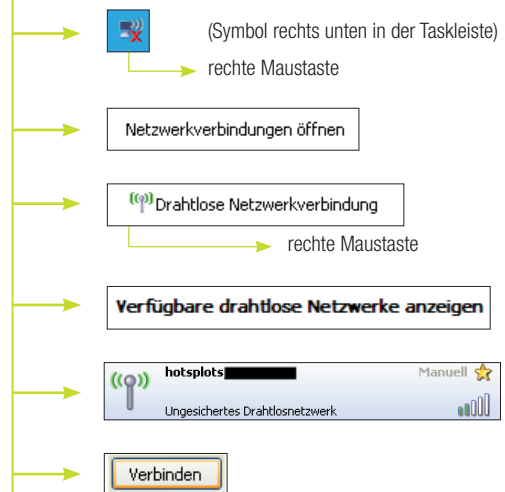 (Symbol rechts unten in der Taskleiste)
rechte Maustaste
Netzwerkverbindungen öffnen
Drahtlose Netzwerkverbindung
rechte Maustaste
Verfügbare drahtlose Netzwerke anzeigen
hotsplots Manuell
Ungesichertes Drahtlosnetzwerk
Verbinden